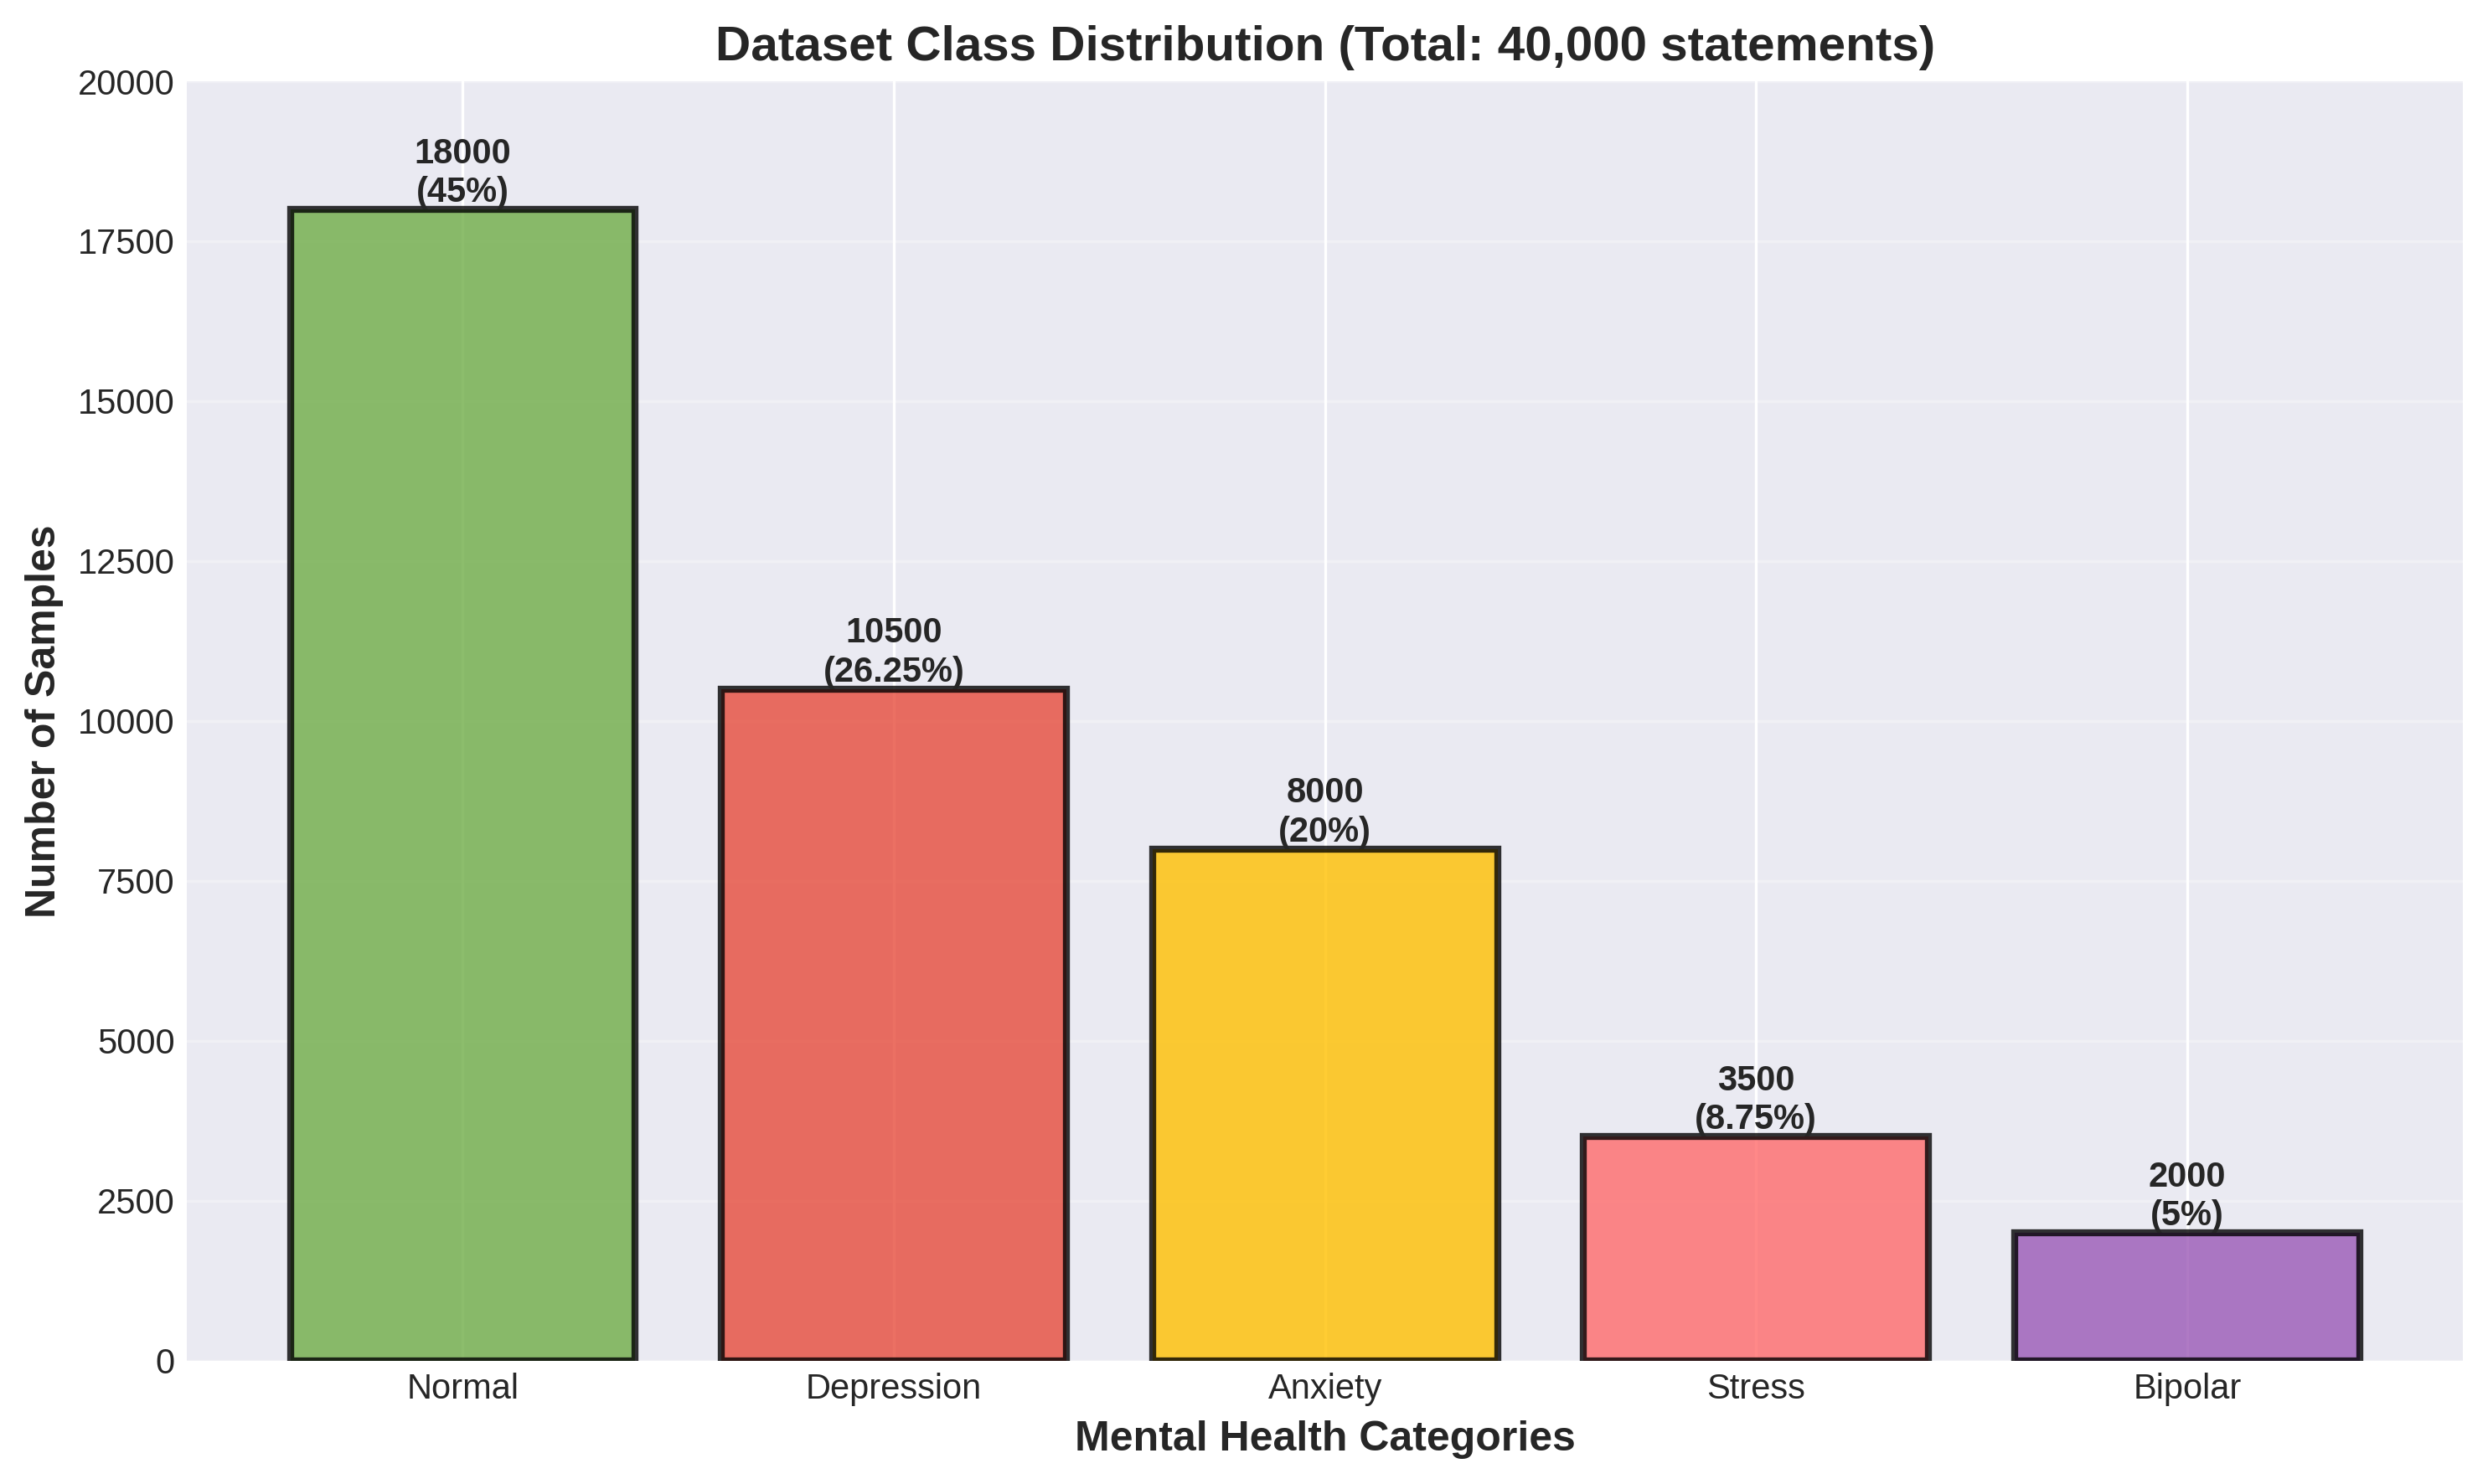 Dataset Class Distribution (Total: 40,000 statements)
Number of Samples
20000
17500
15000
12500
10000
7500
5000
2500
0
18000
(45%)
10500
(26.25%)
8000
(20%)
3500
(8.75%)
2000
(5%)
Normal
Depression
Anxiety
Stress
Bipolar
Mental Health Categories